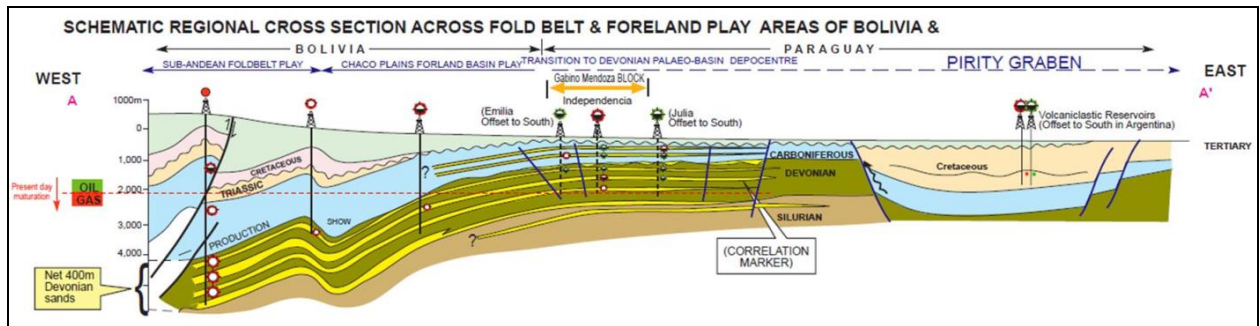 SCHEMATIC REGIONAL CROSS SECTION ACROSS FOLD BELT & FORELAND PLAY AREAS OF BOLIVIA &
BOLIVIA
PARAGUAY
SUB-ANDEAN FOLDBELT PLAY
CHACO PLAINS FORLAND BASIN PLAY
TRANSITION TO DEVONIAN PALAEO-BASIN DEPOCENTRE
PIRITY GRABEN
WEST
A
EAST
A'
Gabino Mendoza BLOCK
Independencia
(Emilia
Offset to South)
(Julia
Offset to South)
Volcaniclastic Reservoirs
(Offset to South in Argentina)
1000m
0
1,000
2,000
3,000
4,000
Present day
maturation
OIL
GAS
TERTIARY
CRETACEOUS
TRIASSIC
PRODUCTION
SHOW
?
?
CARBONIFEROUS
DEVONIAN
SILURIAN
Cretaceous
(CORRELATION
MARKER)
Net 400m
Devonian
sands